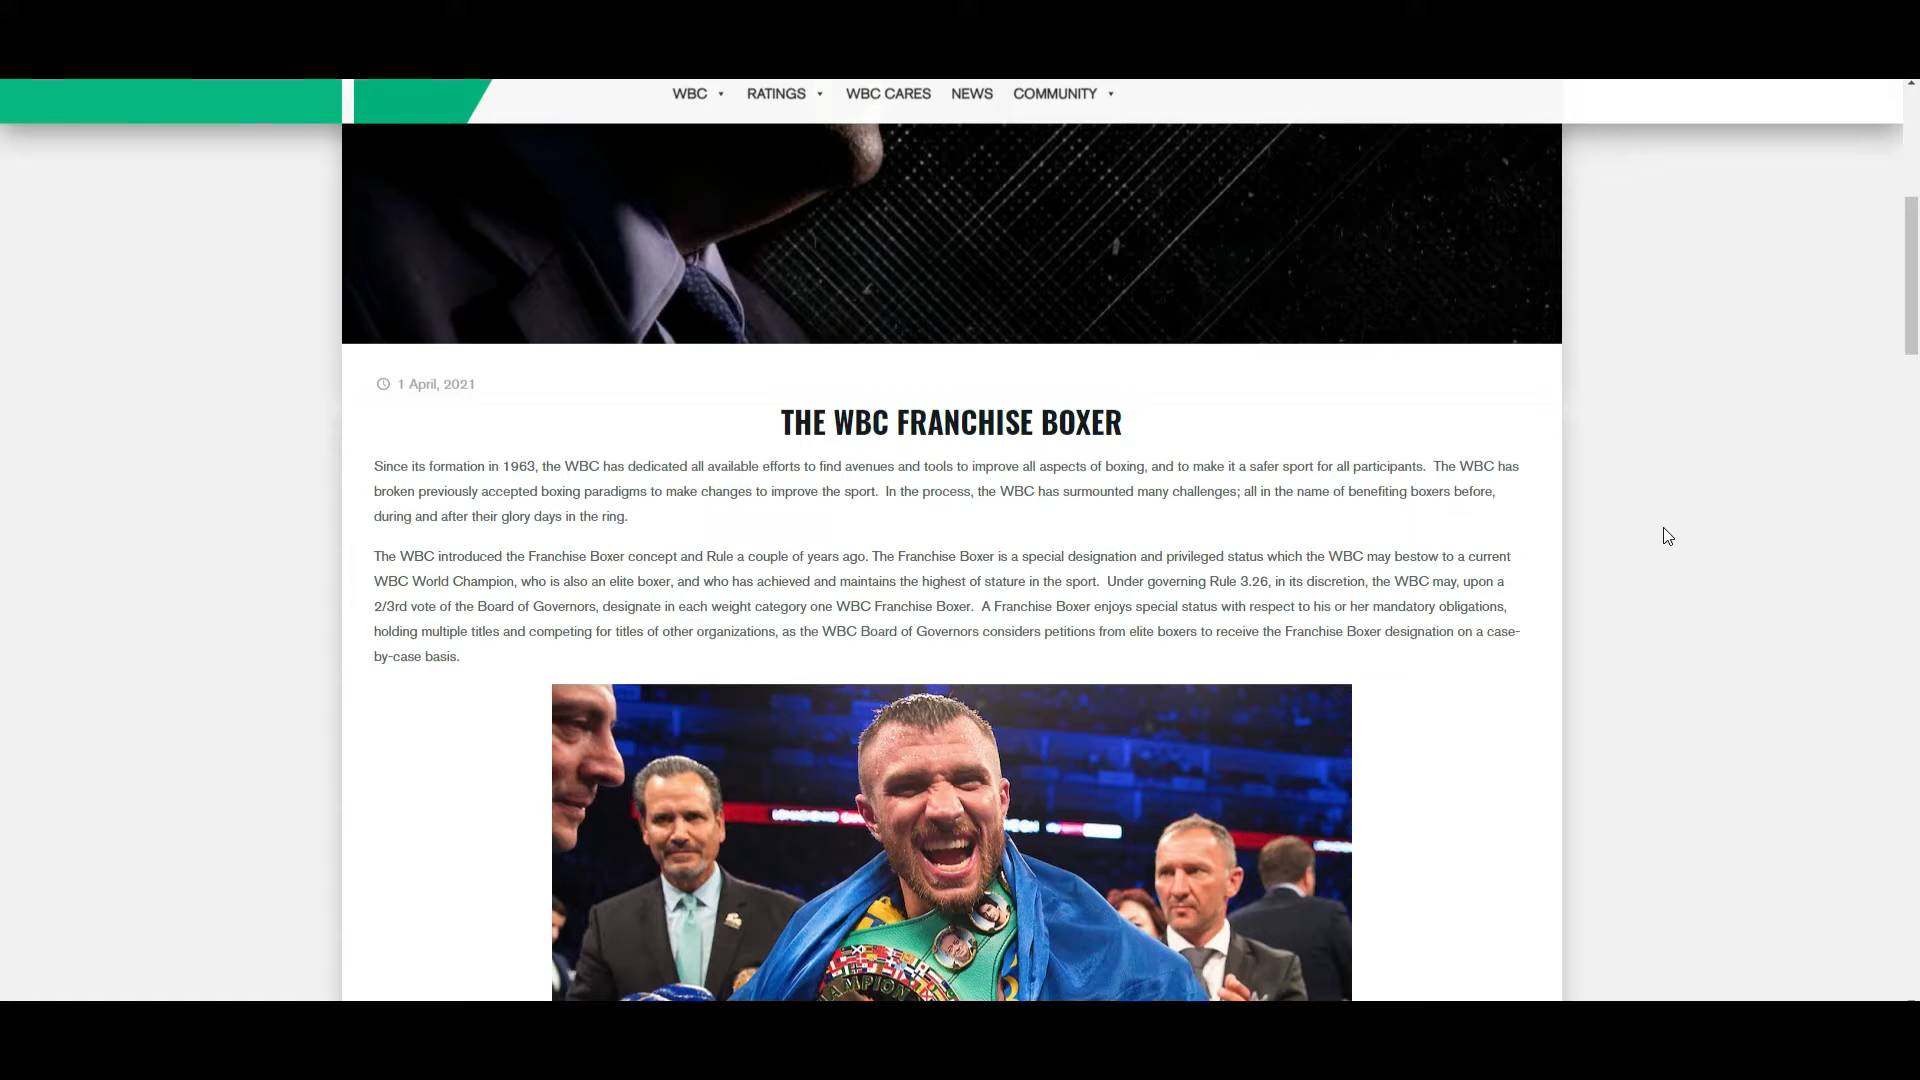 WBC RATINGS WBC CARES NEWS COMMUNITY
1 April, 2021
THE WBC FRANCHISE BOXER
Since its formation in 1963, the WBC has dedicated all available efforts to find avenues and tools to improve all aspects of boxing, and to make it a safer sport for all participants.  The WBC has
broken previously accepted boxing paradigms to make changes to improve the sport.  In the process, the WBC has surmounted many challenges; all in the name of benefiting boxers before,
during and after their glory days in the ring.
The WBC introduced the Franchise Boxer concept and Rule a couple of years ago. The Franchise Boxer is a special designation and privileged status which the WBC may bestow to a current
WBC World Champion, who is also an elite boxer, and who has achieved and maintains the highest of stature in the sport.  Under governing Rule 3.26, in its discretion, the WBC may, upon a
2/3rd vote of the Board of Governors, designate in each weight category one WBC Franchise Boxer.  A Franchise Boxer enjoys special status with respect to his or her mandatory obligations,
holding multiple titles and competing for titles of other organizations, as the WBC Board of Governors considers petitions from elite boxers to receive the Franchise Boxer designation on a case-
by-case basis.